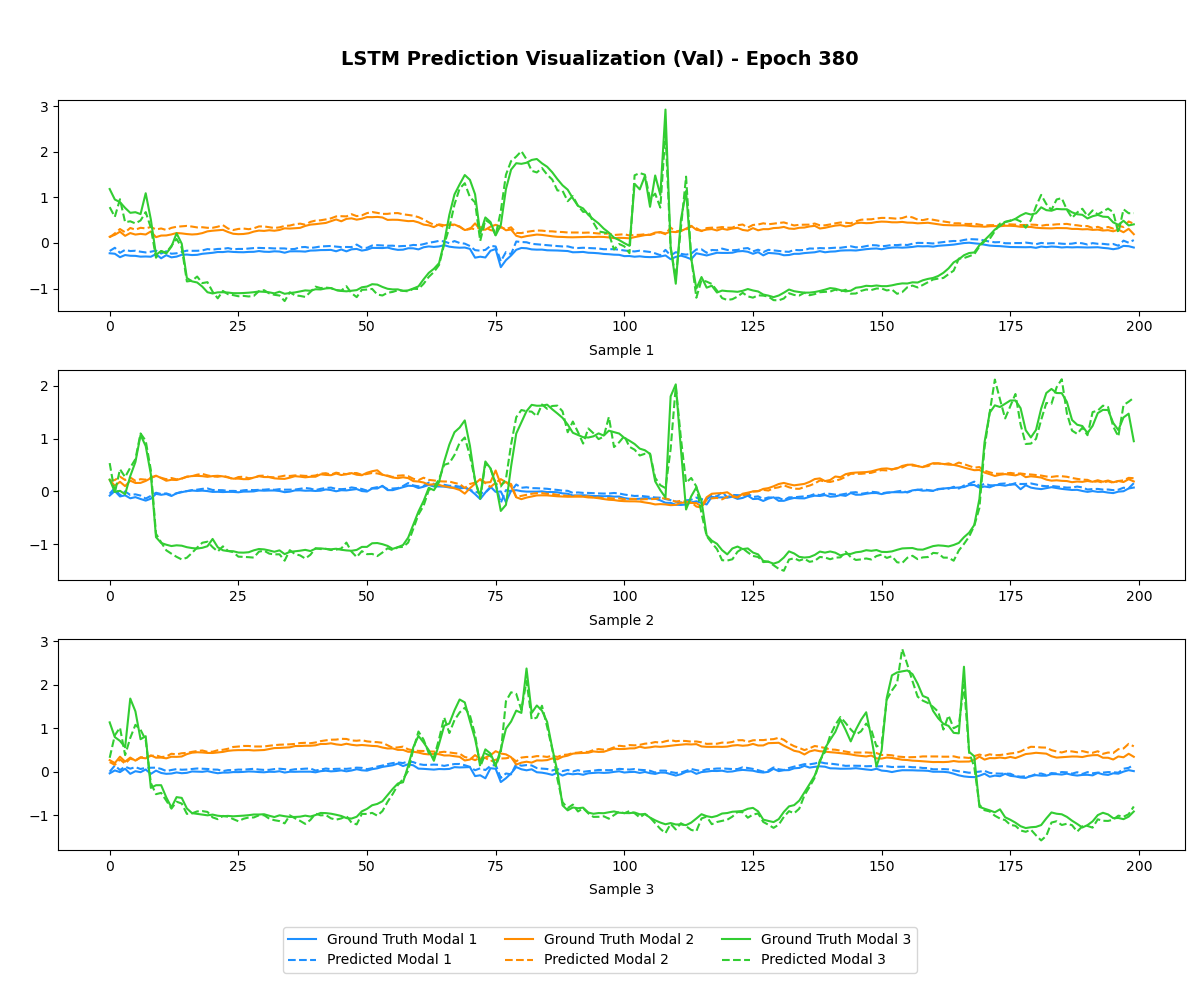 LSTM Prediction Visualization (Val) - Epoch 380
3
2
1
0
−1
0 25 50 75 100 125 150 175 200
Sample 1
2
1
0
−1
0 25 50 75 100 125 150 175 200
Sample 2
3
2
1
0
−1
0 25 50 75 100 125 150 175 200
Sample 3
Ground Truth Modal 1 Ground Truth Modal 2 Ground Truth Modal 3
Predicted Modal 1 Predicted Modal 2 Predicted Modal 3